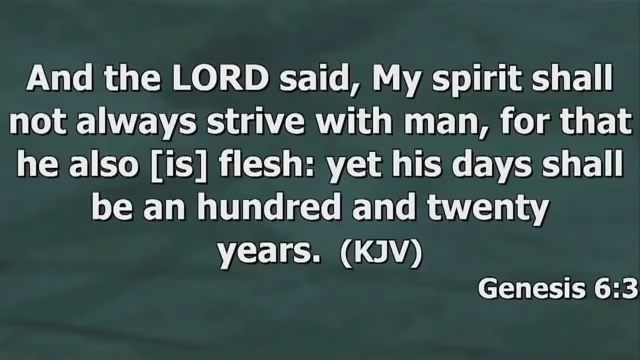 And the LORD said, My spirit shall
not always strive with man, for that
he also [is] flesh: yet his days shall
be an hundred and twenty
years. (KJV)
Genesis 6:3